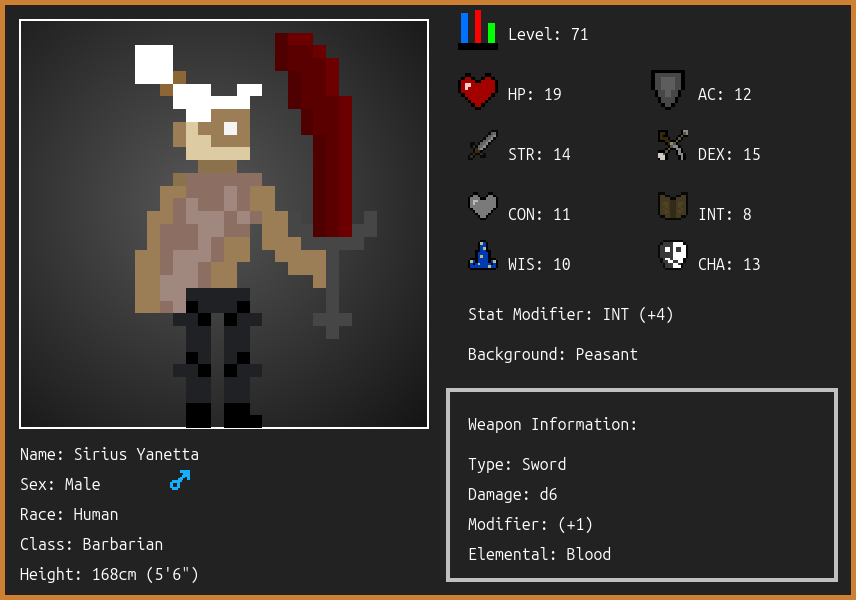 Level: 71
HP: 19
AC: 12
STR: 14
DEX: 15
CON: 11
INT: 8
WIS: 10
CHA: 13
Stat Modifier: INT (+4)
Background: Peasant
Weapon Information:
Type: Sword
Damage: d6
Modifier: (+1)
Elemental: Blood
Name: Sirius Yanetta
Sex: Male
Race: Human
Class: Barbarian
Height: 168cm (5'6")